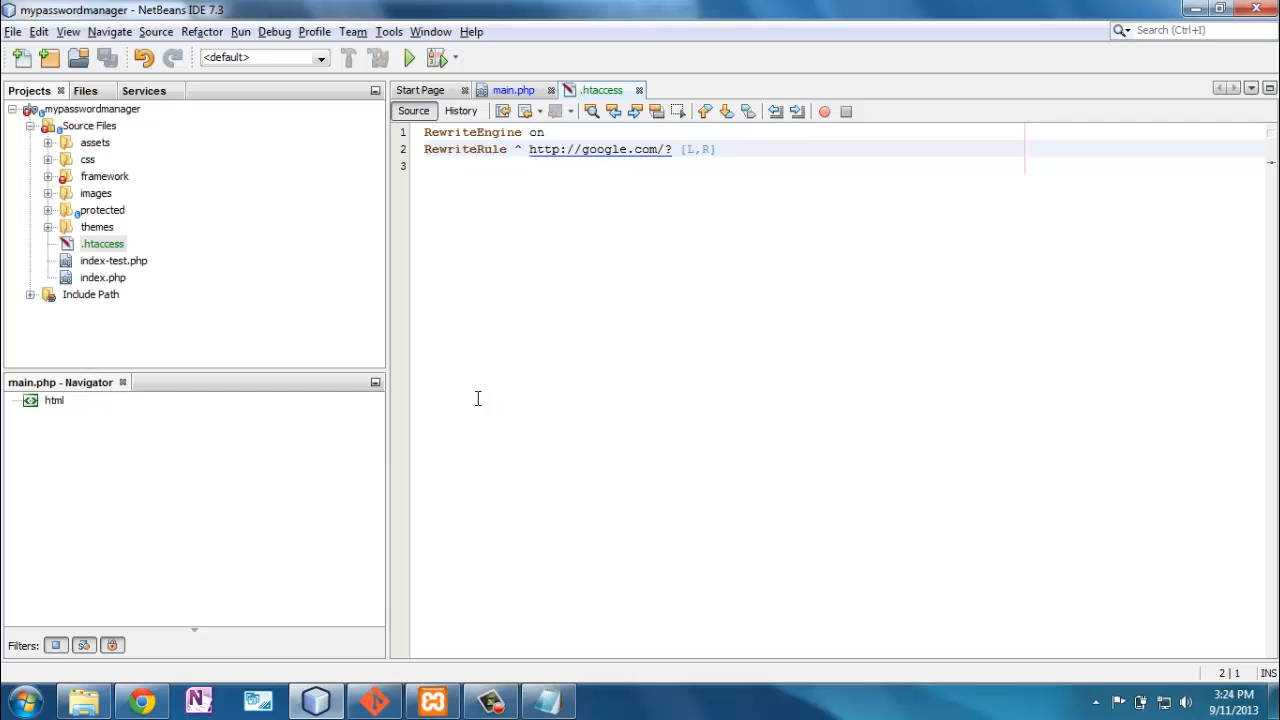 mypasswordmanager - NetBeans IDE 7.3
File Edit View Navigate Source Refactor Run Debug Profile Team Tools Window Help
Search (Ctrl+I)
<default>
Projects Files Services
mypasswordmanager
Source Files
assets
css
framework
images
protected
themes
.htaccess
index-test.php
index.php
Include Path
main.php - Navigator
html
Filters:
Start Page main.php .htaccess
Source History
1 RewriteEngine on
2 RewriteRule ^ http://google.com/? [L,R]
3
2 | 1 INS
3:24 PM
9/11/2013